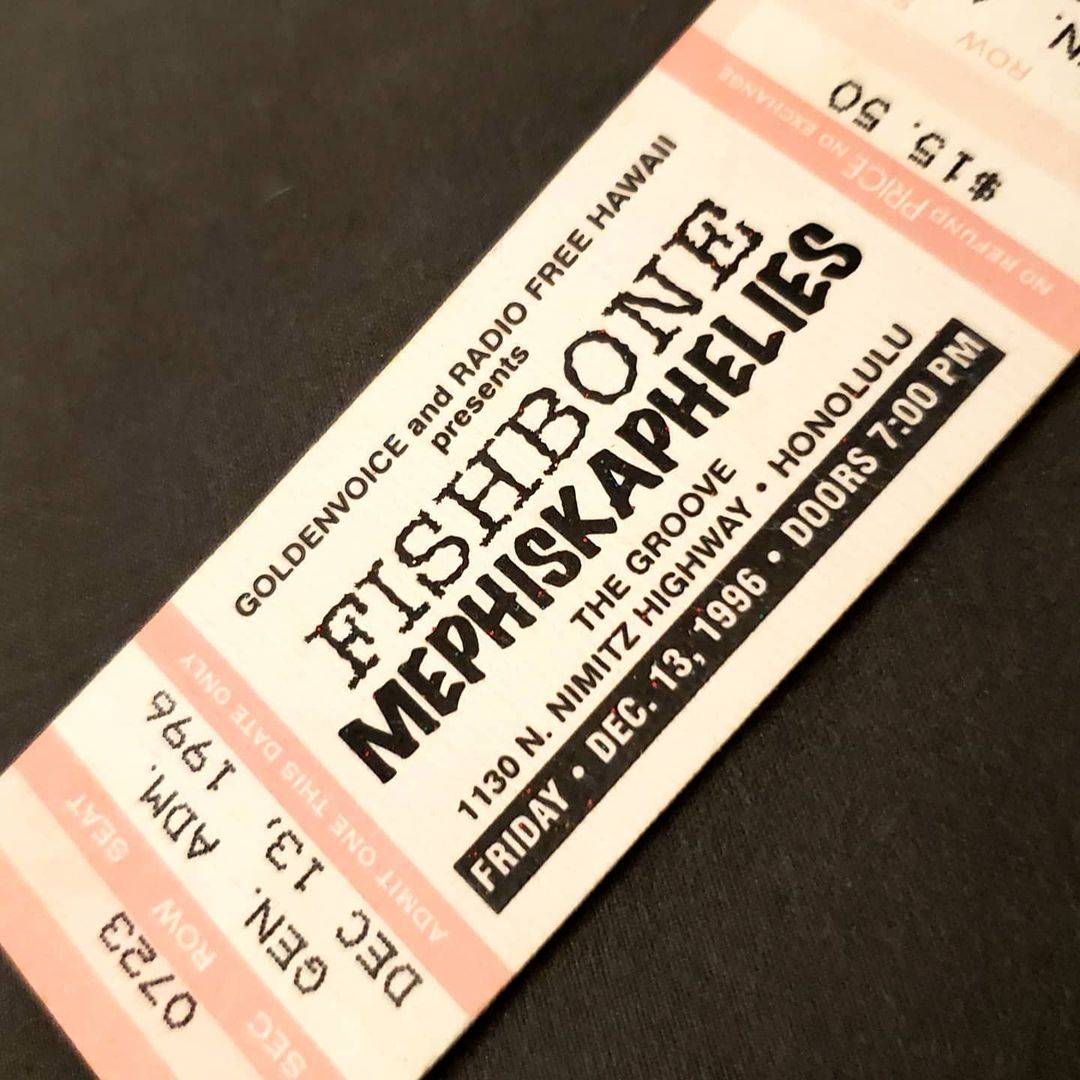 GOLDENVOICE and RADIO FREE HAWAII
presents
FISHBONE
MEPHISKAPHELIES
THE GROOVE
1130 N. NIMITZ HIGHWAY • HONOLULU
FRIDAY • DEC. 13, 1996 • DOORS 7:00 PM
ADMIT ONE THIS DATE ONLY
DEC 13, 1996
GEN. ADM.
SEC ROW SEAT
07723
NO REFUND PRICE NO EXCHANGE
$15.50
ROW